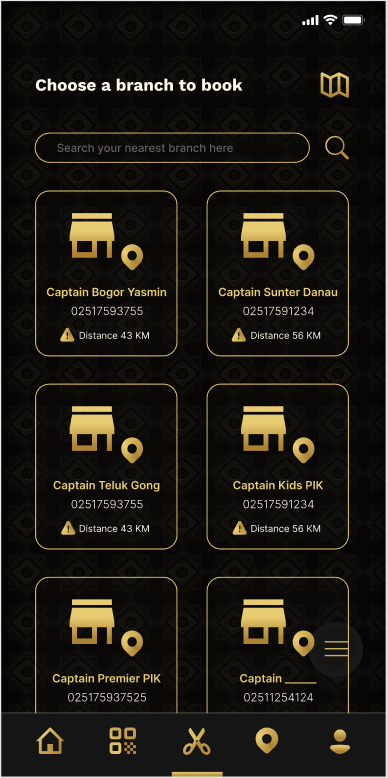 Choose a branch to book
Search your nearest branch here
Captain Bogor Yasmin
02517593755
Distance 43 KM
Captain Sunter Danau
02517591234
Distance 56 KM
Captain Teluk Gong
02517593755
Distance 43 KM
Captain Kids PIK
02517591234
Distance 56 KM
Captain Premier PIK
025175937525
Captain _____
02511254124